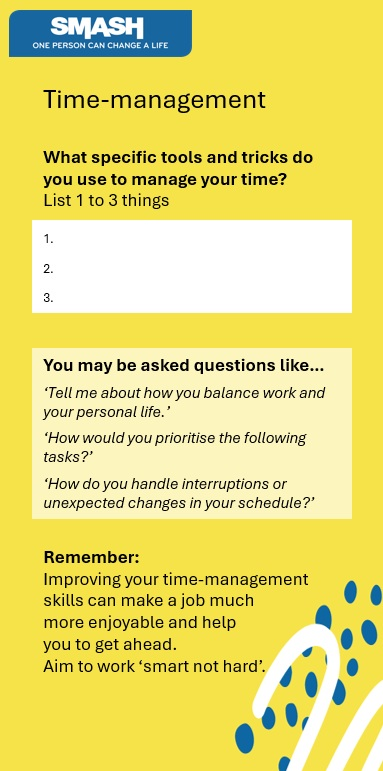 SMASH
ONE PERSON CAN CHANGE A LIFE
Time-management
What specific tools and tricks do
you use to manage your time?
List 1 to 3 things
1.
2.
3.
You may be asked questions like...
‘Tell me about how you balance work and
your personal life.’
‘How would you prioritise the following
tasks?’
‘How do you handle interruptions or
unexpected changes in your schedule?’
Remember:
Improving your time-management
skills can make a job much
more enjoyable and help
you to get ahead.
Aim to work ‘smart not hard’.